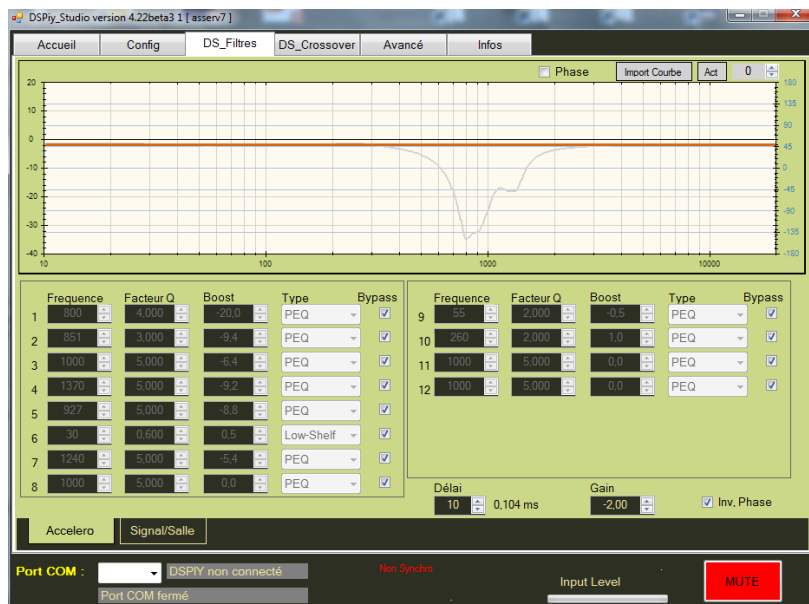 DSPiy_Studio version 4.22beta3 1 [ asserv7 ]
Accueil Config DS_Filtres DS_Crossover Avancé Infos
Phase Import Courbe Act 0
20 180
10 135
90
0 45
-10 0
-20 -45
-30 -90
-135
-40 -180
10 100 1000 10000
Frequence Facteur Q Boost Type Bypass Frequence Facteur Q Boost Type Bypass
1 800 4,000 -20,0 PEQ 9 55 2,000 -0,5 PEQ
2 851 3,000 -9,4 PEQ 10 260 2,000 1,0 PEQ
3 1000 5,000 -6,4 PEQ 11 1000 5,000 0,0 PEQ
4 1370 5,000 -9,2 PEQ 12 1000 5,000 0,0 PEQ
5 927 5,000 -8,8 PEQ
6 30 0,600 0,5 Low-Shelf
7 1240 5,000 -5,4 PEQ
8 1000 5,000 0,0 PEQ
Délai Gain
10 0,104 ms -2,00 Inv, Phase
Accelero Signal/Salle
Port COM : DSPIY non connecté Non Synchro Input Level MUTE
Port COM fermé